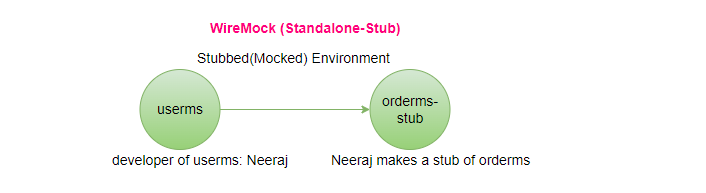 WireMock (Standalone-Stub)
Stubbed(Mocked) Environment
userms
orderms-
stub
developer of userms: Neeraj
Neeraj makes a stub of orderms